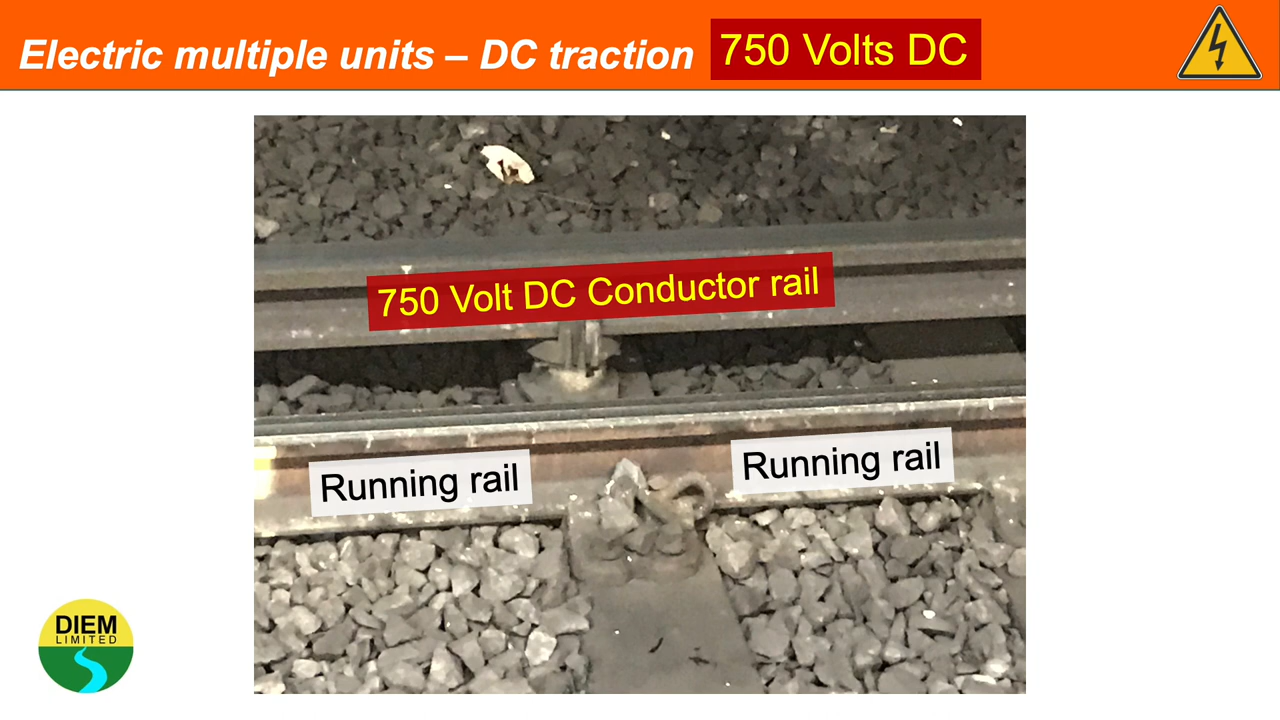 Electric multiple units – DC traction
750 Volts DC
750 Volt DC Conductor rail
Running rail
Running rail
DIEM
LIMITED